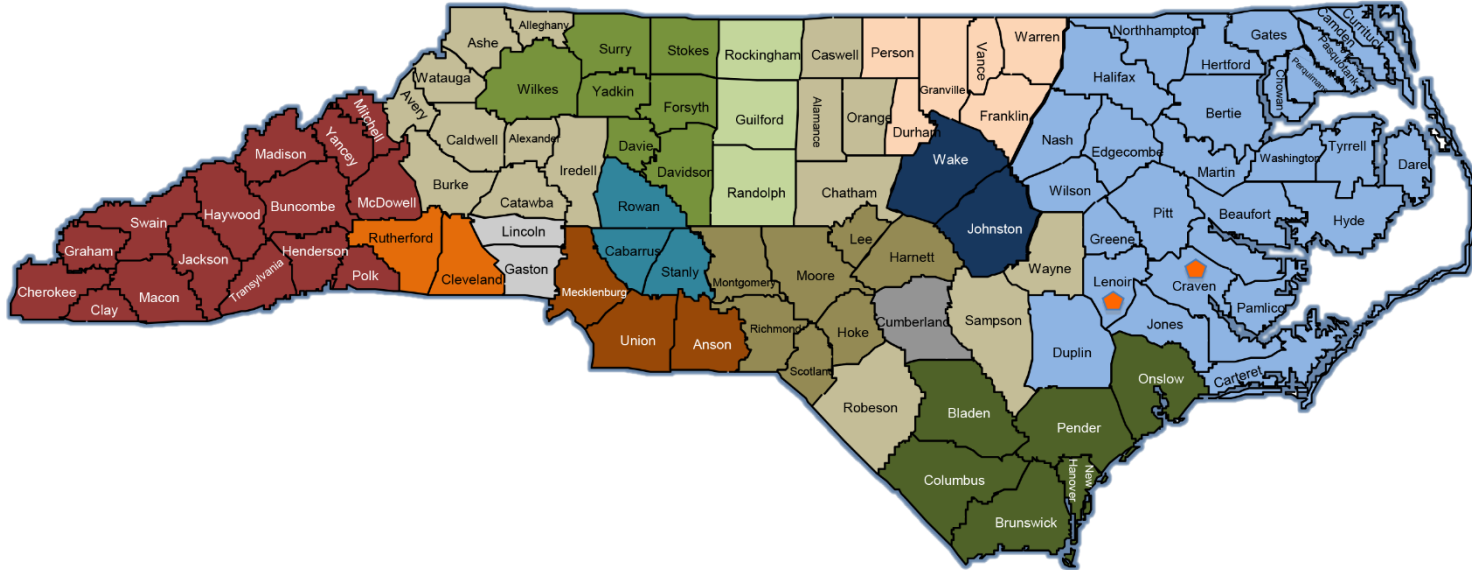 Alleghany
Ashe
Surry
Stokes
Rockingham
Caswell
Person
Vance
Warren
Northhampton
Gates
Camden
Currituck
Pasquotank
Perquimans
Chowan
Hertford
Halifax
Watauga
Wilkes
Yadkin
Forsyth
Guilford
Alamance
Orange
Durham
Granville
Franklin
Bertie
Avery
Mitchell
Yancey
Caldwell
Alexander
Iredell
Davie
Davidson
Randolph
Chatham
Wake
Nash
Edgecombe
Martin
Washington
Tyrrell
Dare
Madison
McDowell
Burke
Catawba
Rowan
Wilson
Pitt
Beaufort
Hyde
Swain
Haywood
Buncombe
Rutherford
Lincoln
Lee
Johnston
Greene
Graham
Jackson
Henderson
Polk
Cleveland
Gaston
Cabarrus
Stanly
Montgomery
Moore
Harnett
Wayne
Lenoir
Craven
Pamlico
Cherokee
Clay
Macon
Transylvania
Mecklenburg
Union
Anson
Richmond
Scotland
Hoke
Cumberland
Sampson
Duplin
Jones
Carteret
Onslow
Robeson
Bladen
Pender
Columbus
New
Hanover
Brunswick